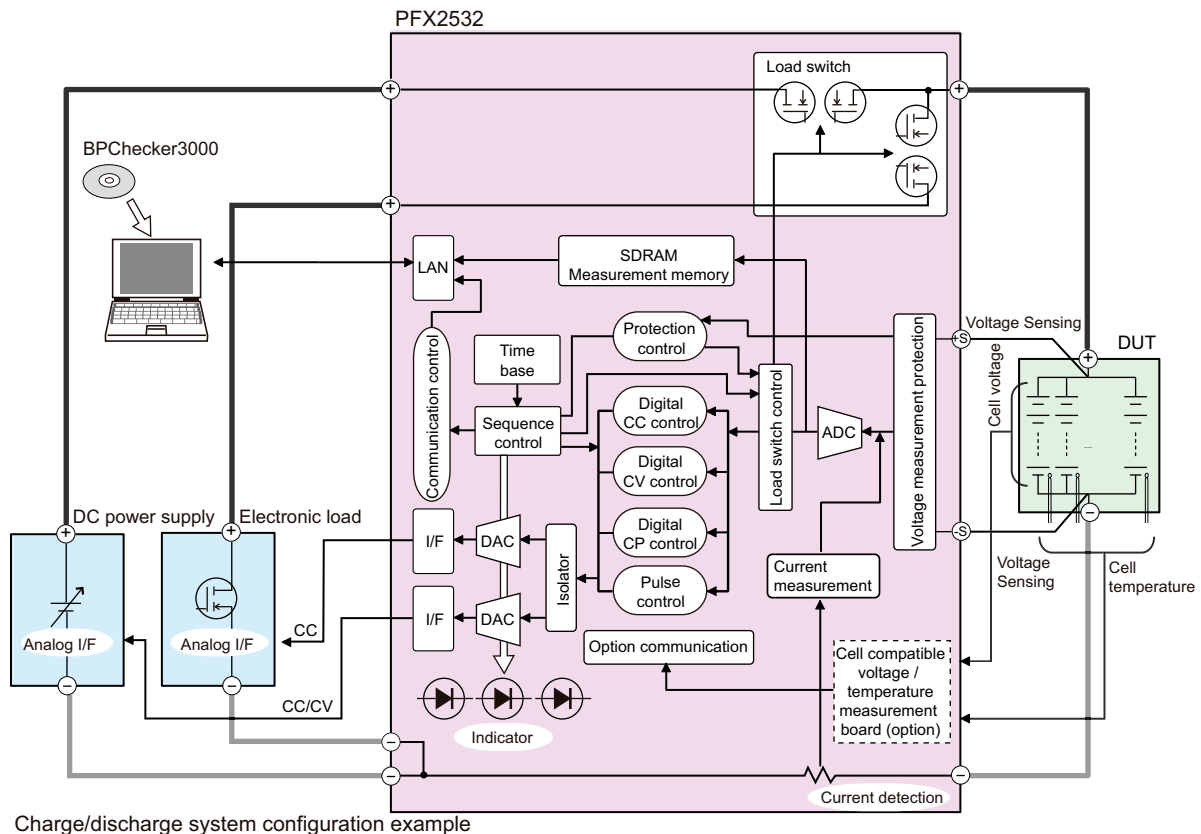 PFX2532
Load switch
+
+
BPChecker3000
+
LAN
SDRAM
Measurement memory
Communication control
Time
base
Sequence
control
Protection
control
Digital
CC control
Digital
CV control
Digital
CP control
Pulse
control
Load switch control
ADC
Voltage measurement protection
Voltage Sensing
+S
DUT
+
Cell voltage
-S
−
Voltage
Sensing
Cell
temperature
DC power supply
Electronic load
+
+
Analog I/F
Analog I/F
−
−
CC
CC/CV
I/F
DAC
I/F
DAC
Isolator
Current
measurement
Option communication
Cell compatible
voltage /
temperature
measurement
board (option)
Indicator
−
−
Current detection
−
Charge/discharge system configuration example